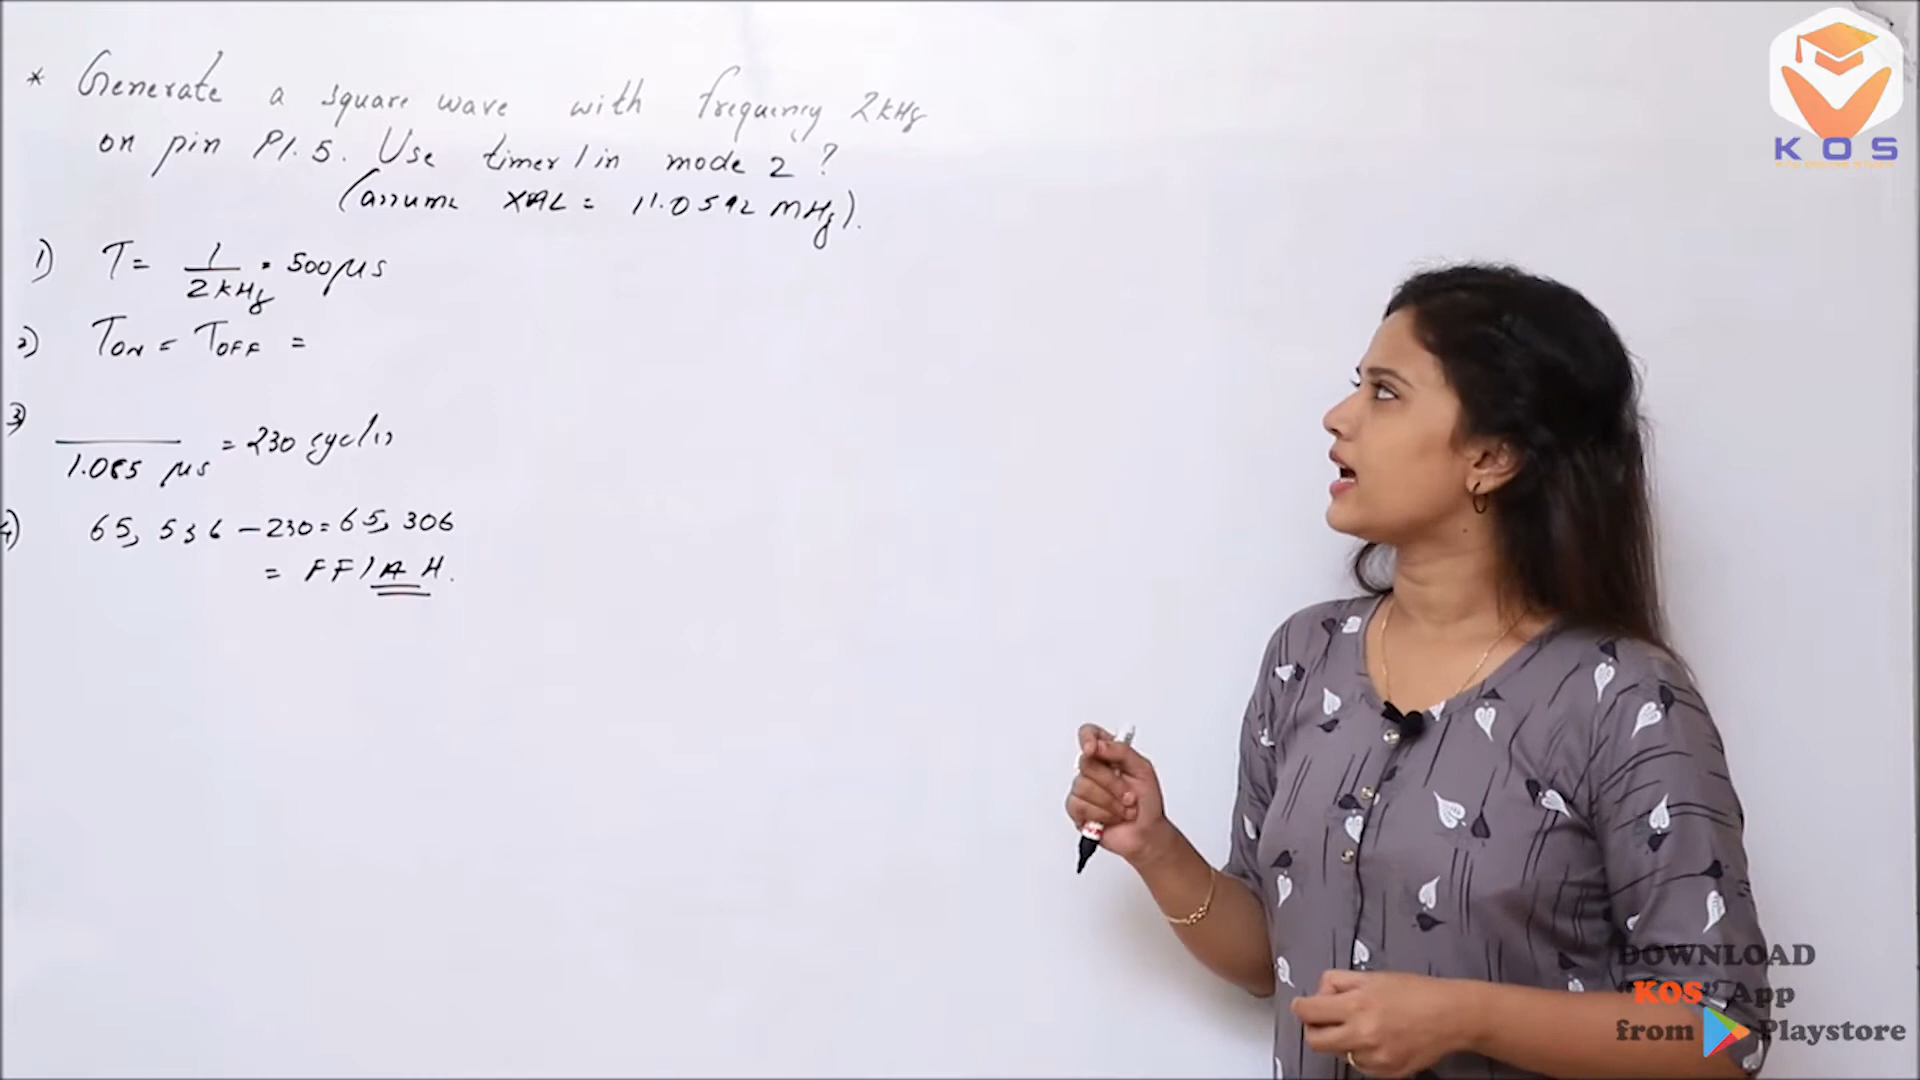 * Generate a square wave with frequency 2kHz
on pin P1.5. Use timer 1 in mode 2 ?
(assume XTAL = 11.0592 MHz).
1) T = 1/2kHz = 500μs
2) TON = TOFF =
3) /1.085 μs = 230 cycles
4) 65,536 - 230 = 65,306
= FF1A H.
KOS
DOWNLOAD
"KOS" App
from Playstore